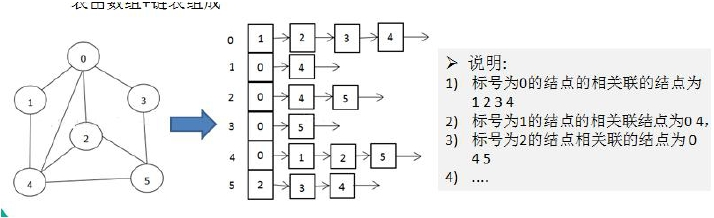 0
1
3
2
4
5
0 1 2 3 4
1 0 4
2 0 4 5
3 0 5
4 0 1 2 5
5 2 3 4
➢ 说明:
1) 标号为0的结点的相关联的结点为
1 2 3 4
2) 标号为1的结点的相关联结点为0 4,
3) 标号为2的结点相关联的结点为 0
4 5
4) ....